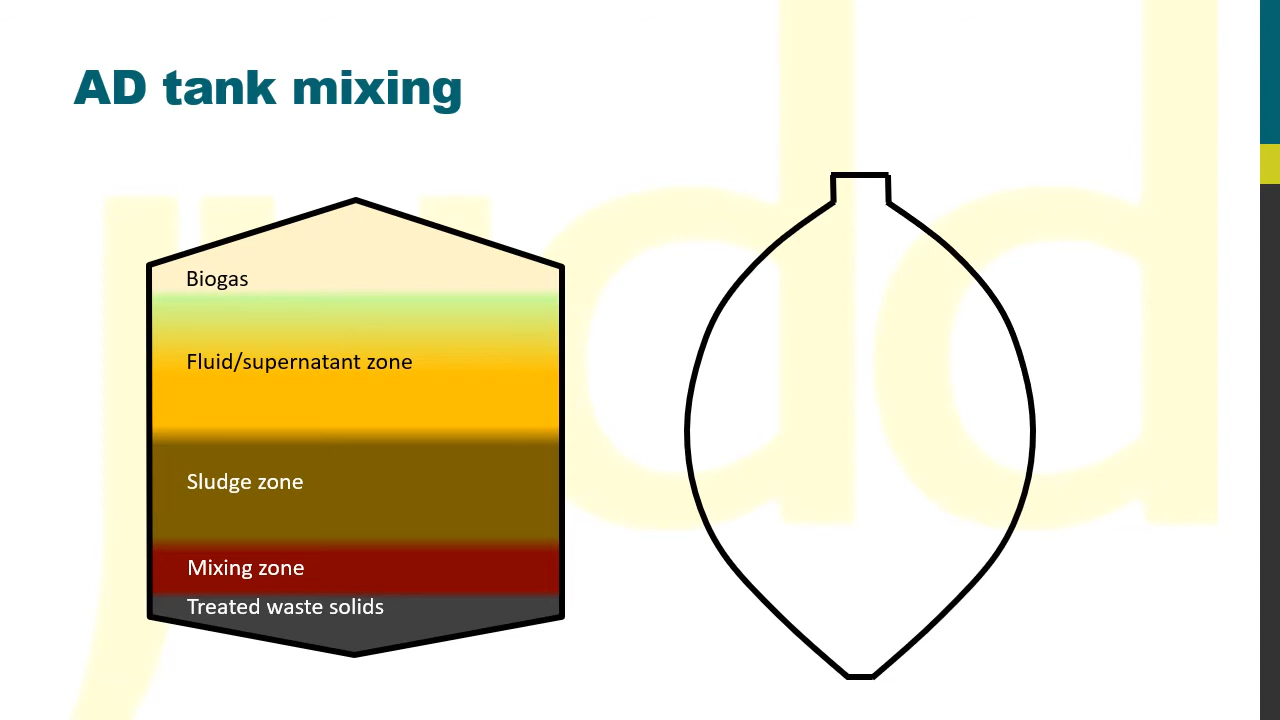 AD tank mixing
Biogas
Fluid/supernatant zone
Sludge zone
Mixing zone
Treated waste solids